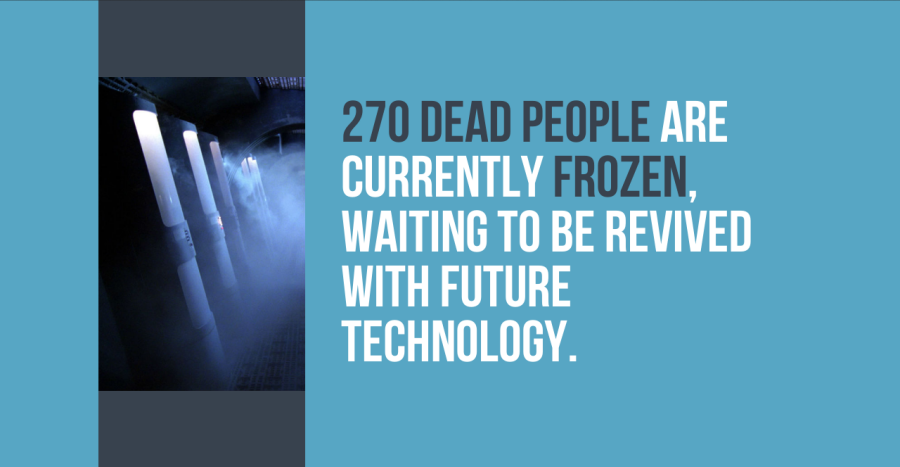 270 DEAD PEOPLE ARE
CURRENTLY FROZEN,
WAITING TO BE REVIVED
WITH FUTURE
TECHNOLOGY.